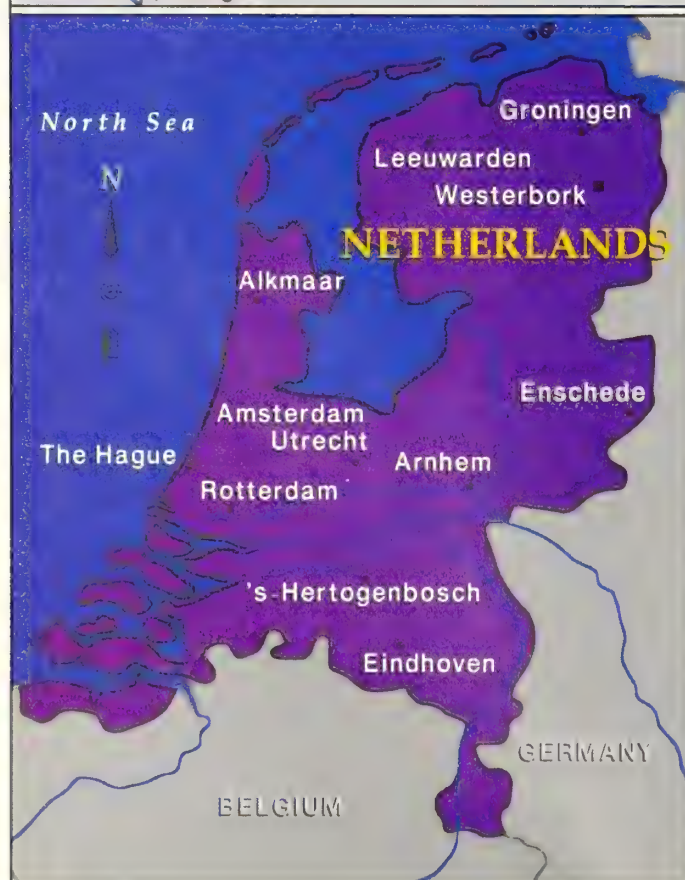 Groningen
North Sea
Leeuwarden
N
Westerbork
NETHERLANDS
Alkmaar
Enschede
Amsterdam
Utrecht
The Hague
Arnhem
Rotterdam
's-Hertogenbosch
Eindhoven
GERMANY
BELGIUM